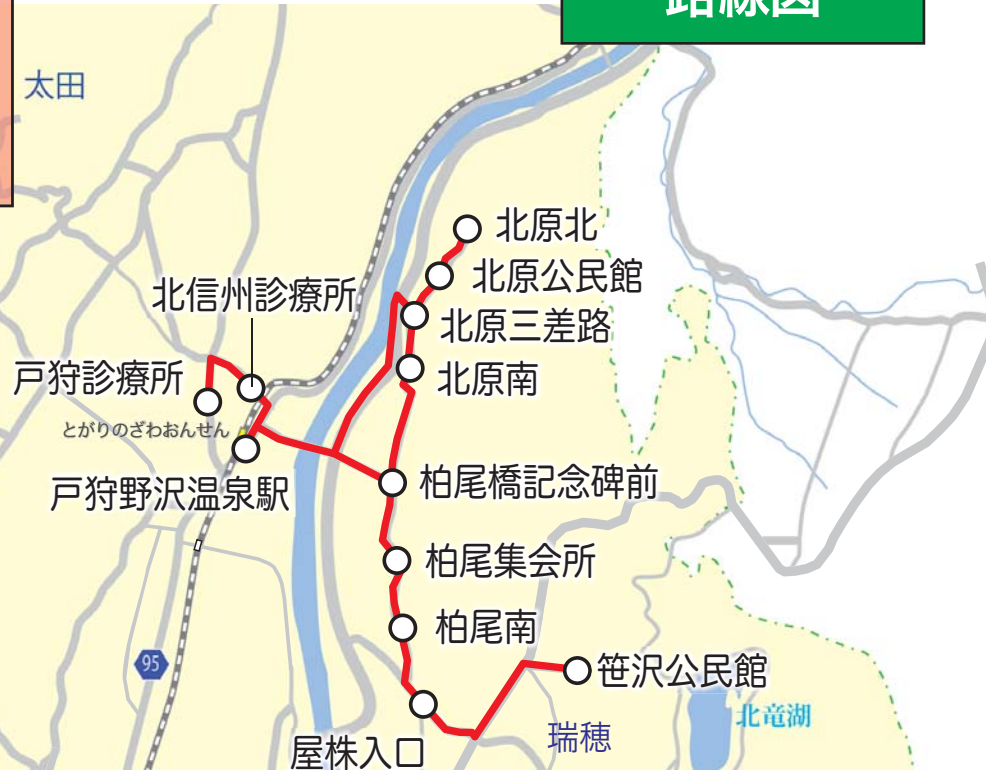 路線図
太田
北原北
北原公民館
北信州診療所
北原三差路
戸狩診療所
北原南
とがりのざわおんせん
戸狩野沢温泉駅
柏尾橋記念碑前
柏尾集会所
柏尾南
95
笹沢公民館
北竜湖
瑞穂
屋株入口